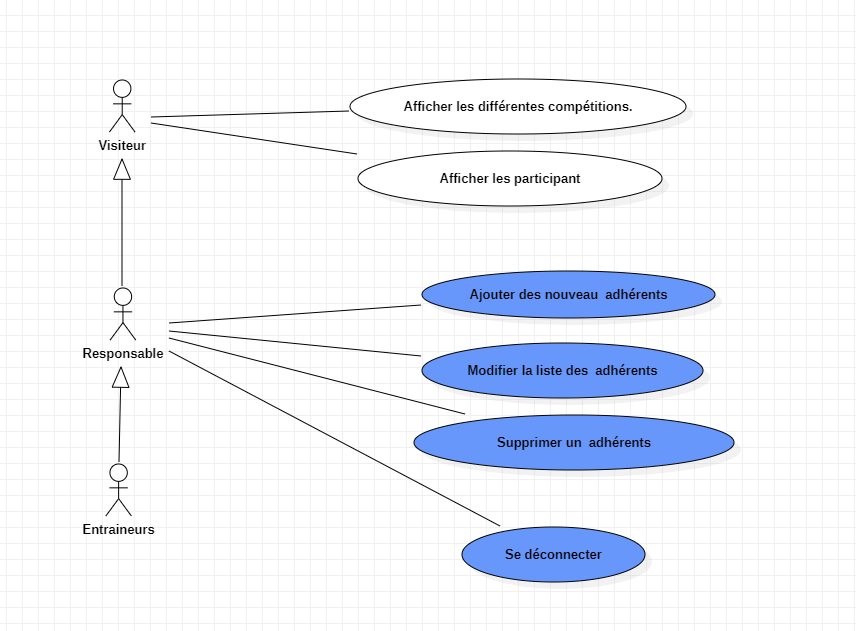 Afficher les différentes compétitions.
Visiteur
Afficher les participant
Ajouter des nouveau  adhérents
Responsable
Modifier la liste des  adhérents
Supprimer un  adhérents
Entraineurs
Se déconnecter